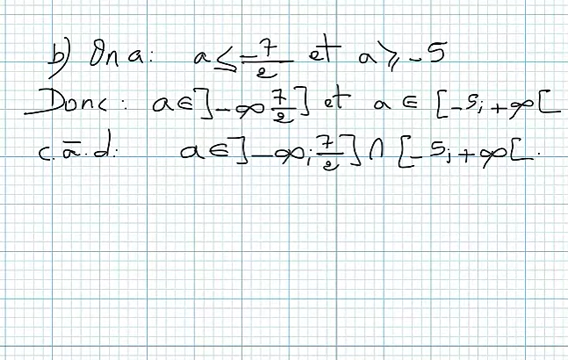 b) On a: a ≤ -7/2 et a ≥ -5
Donc: a ∈ ]-∞ 7/2] et a ∈ [-5; +∞[
c.ā.d: a ∈ ]-∞; 7/2] ∩ [-5; +∞[.